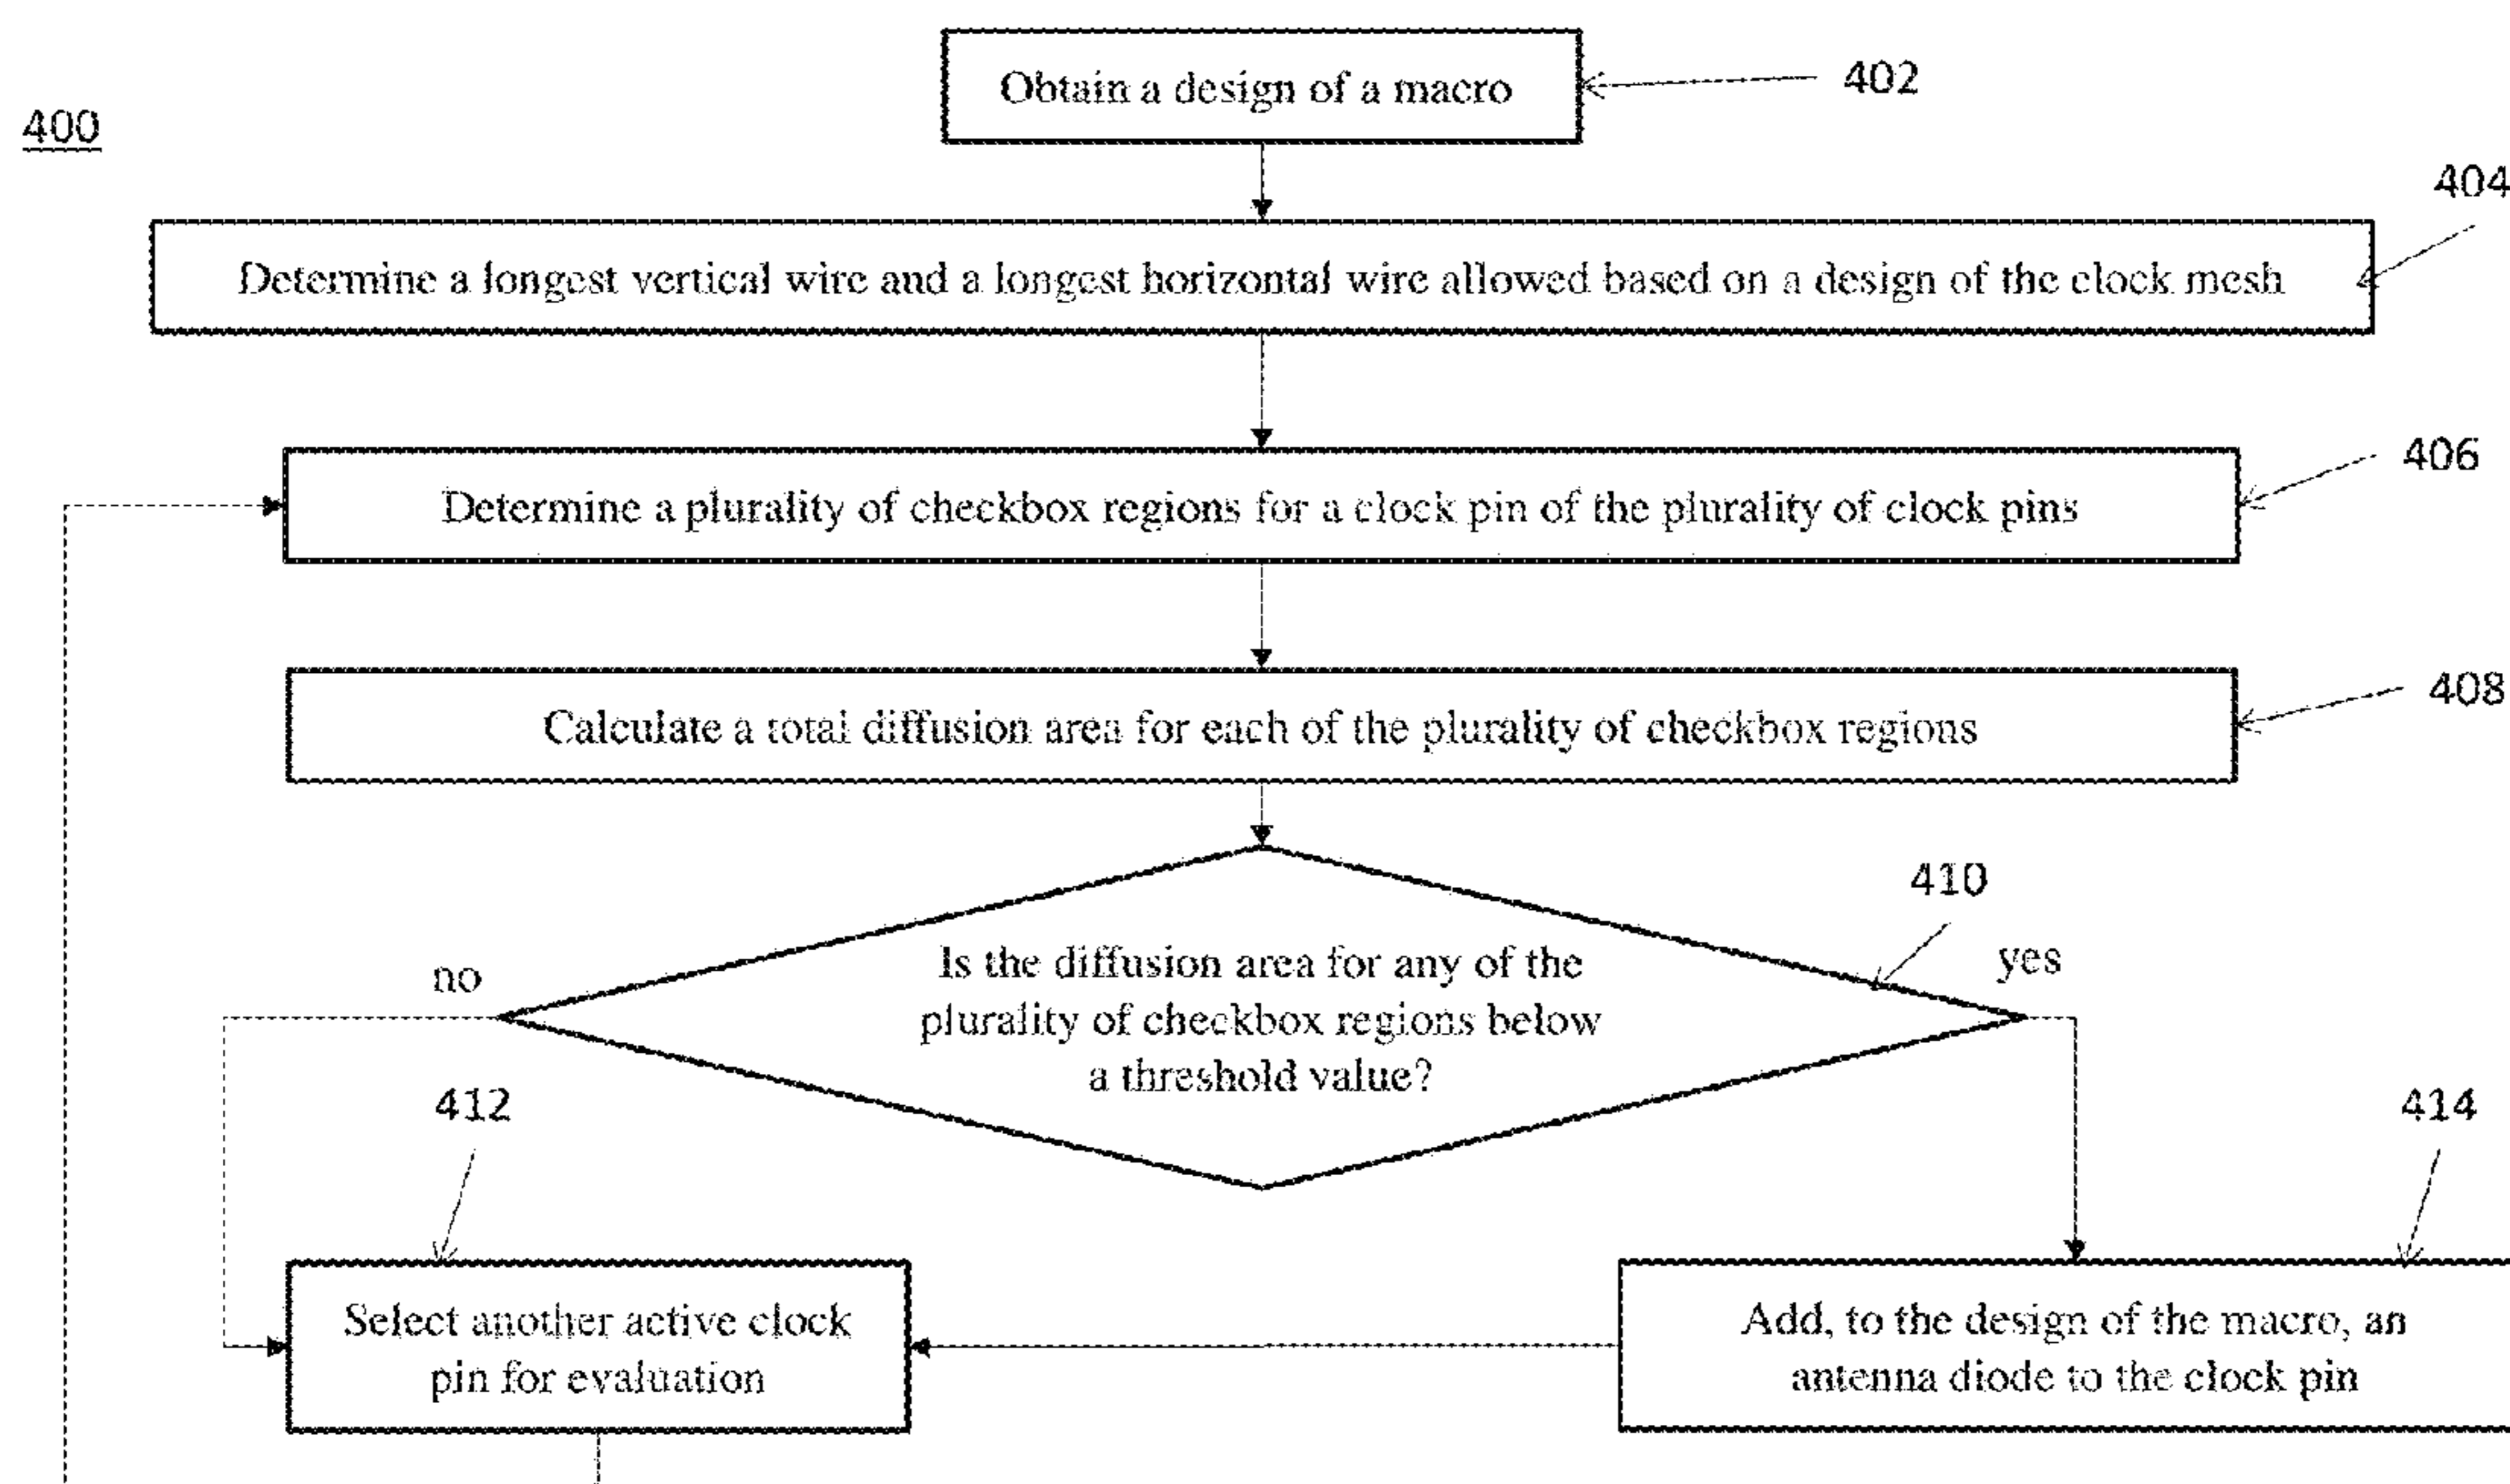 Obtain a design of a macro
402
400
404
Determine a longest vertical wire and a longest horizontal wire allowed based on a design of the clock mesh
406
Determine a plurality of checkbox regions for a clock pin of the plurality of clock pins
408
Calculate a total diffusion area for each of the plurality of checkbox regions
410
no
yes
Is the diffusion area for any of the
plurality of checkbox regions below
a threshold value?
412
414
Select another active clock
pin for evaluation
Add, to the design of the macro, an
antenna diode to the clock pin